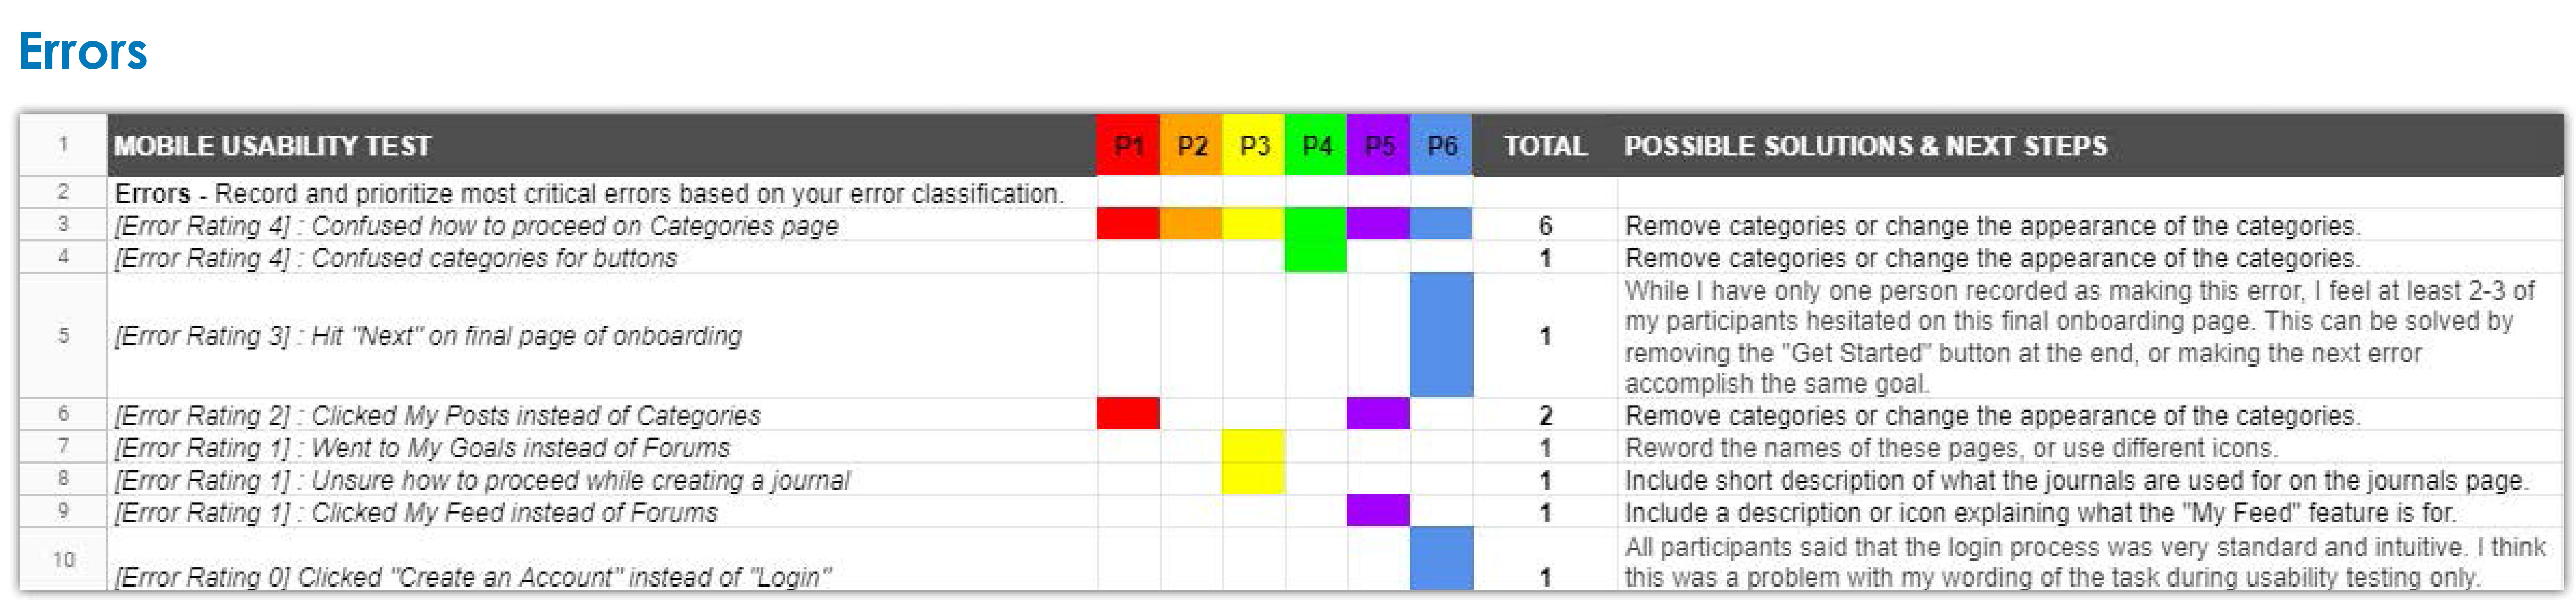 Errors
1 MOBILE USABILITY TEST P1 P2 P3 P4 P5 P6 TOTAL POSSIBLE SOLUTIONS & NEXT STEPS
2 Errors - Record and prioritize most critical errors based on your error classification.
3 [Error Rating 4] : Confused how to proceed on Categories page 6 Remove categories or change the appearance of the categories.
4 [Error Rating 4] : Confused categories for buttons 1 Remove categories or change the appearance of the categories.
5 [Error Rating 3] : Hit "Next" on final page of onboarding 1 While I have only one person recorded as making this error, I feel at least 2-3 of
my participants hesitated on this final onboarding page. This can be solved by
removing the "Get Started" button at the end, or making the next error
accomplish the same goal.
6 [Error Rating 2] : Clicked My Posts instead of Categories 2 Remove categories or change the appearance of the categories.
7 [Error Rating 1] : Went to My Goals instead of Forums 1 Reword the names of these pages, or use different icons.
8 [Error Rating 1] : Unsure how to proceed while creating a journal 1 Include short description of what the journals are used for on the journals page.
9 [Error Rating 1] : Clicked My Feed instead of Forums 1 Include a description or icon explaining what the "My Feed" feature is for.
10 [Error Rating 0] Clicked "Create an Account" instead of "Login" 1 All participants said that the login process was very standard and intuitive. I think
this was a problem with my wording of the task during usability testing only.